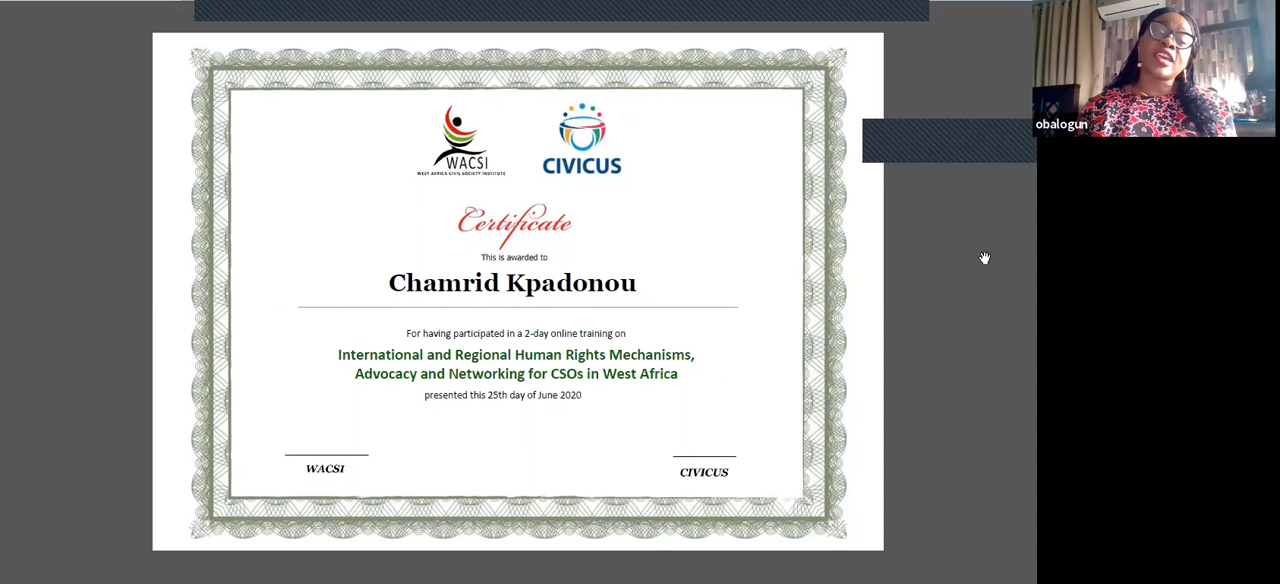 WACSI
WEST AFRICA CIVIL SOCIETY INSTITUTE
CIVICUS
Certificate
This is awarded to
Chamrid Kpadonou
For having participated in a 2-day online training on
International and Regional Human Rights Mechanisms,
Advocacy and Networking for CSOs in West Africa
presented this 25th day of June 2020
WACSI
CIVICUS
obalogun